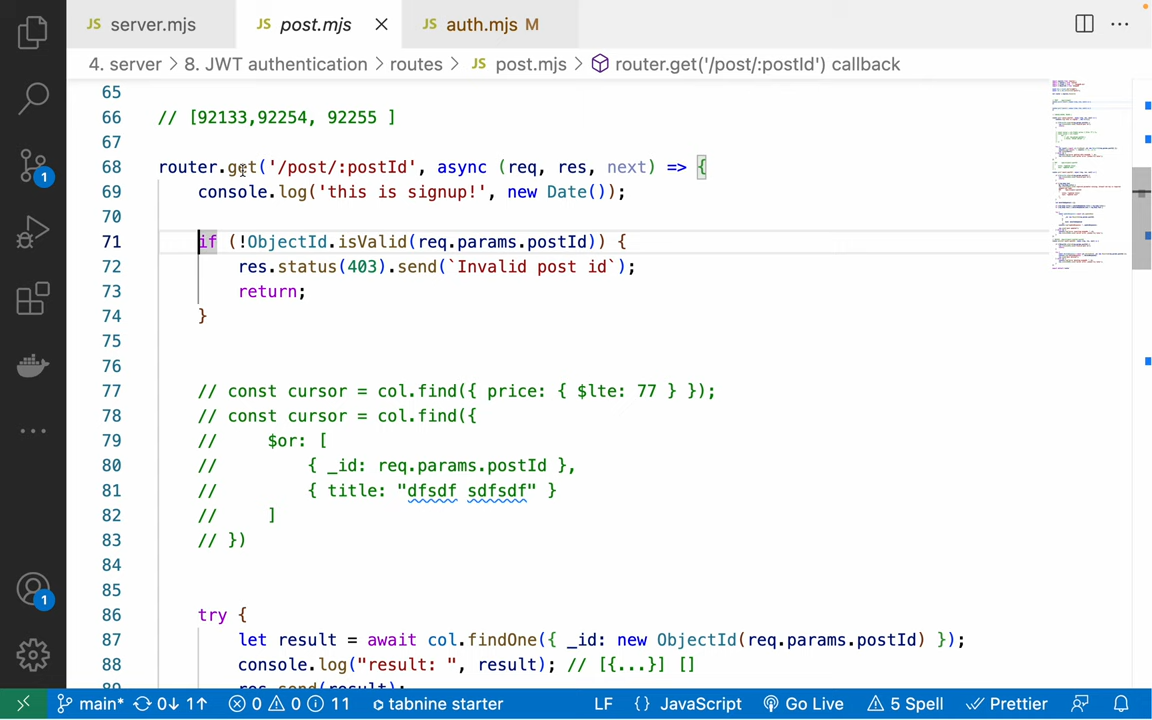 JS server.mjs
JS post.mjs
JS auth.mjs M
4. server > 8. JWT authentication > routes > JS post.mjs > router.get('/post/:postId') callback
65
66 // [92133,92254, 92255 ]
67
68 router.get('/post/:postId', async (req, res, next) => {
69 console.log('this is signup!', new Date());
70
71 if (!ObjectId.isValid(req.params.postId)) {
72 res.status(403).send(`Invalid post id`);
73 return;
74 }
75
76
77 // const cursor = col.find({ price: { $lte: 77 } });
78 // const cursor = col.find({
79 // $or: [
80 // { _id: req.params.postId },
81 // { title: "dfsdf sdfsdf" }
82 // ]
83 // })
84
85
86 try {
87 let result = await col.findOne({ _id: new ObjectId(req.params.postId) });
88 console.log("result: ", result); // [{...}] []
89 res.send(result);
1
1
main* 0↓ 1↑ 0 0 11 tabnine starter LF {} JavaScript Go Live 5 Spell Prettier